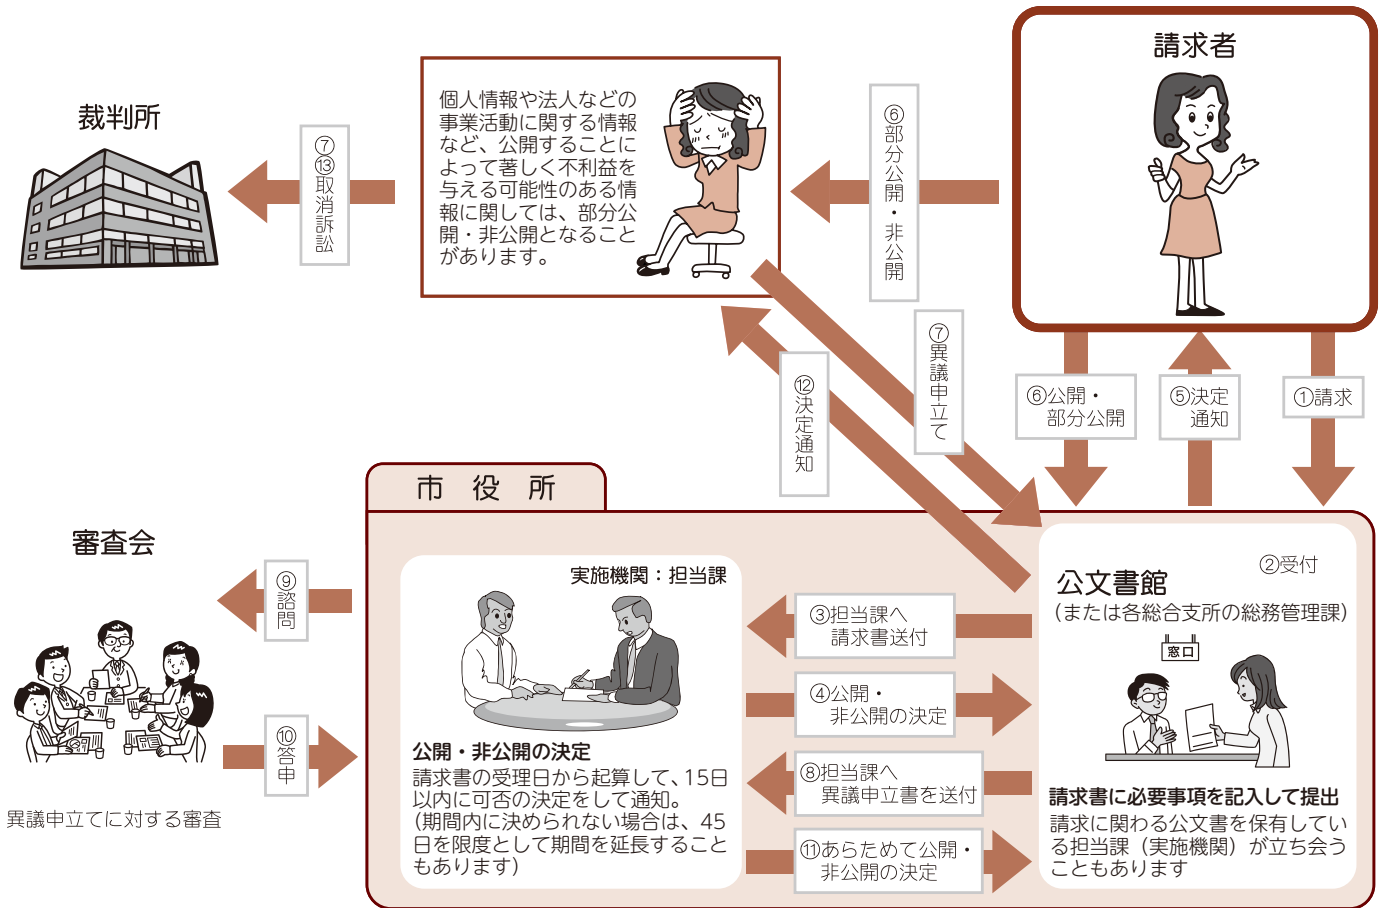 請求者
裁判所
⑦⑬取消訴訟
個人情報や法人などの
事業活動に関する情報
など、公開することに
よって著しく不利益を
与える可能性のある情
報に関しては、部分公
開・非公開となること
があります。
⑥部分公開・非公開
⑦異議申立て
⑫決定通知
⑥公開・
部分公開
⑤決定
通知
①請求
市役所
審査会
⑨諮問
⑩答申
異議申立てに対する審査
実施機関：担当課
公開・非公開の決定
請求書の受理日から起算して、15日
以内に可否の決定をして通知。
（期間内に決められない場合は、45
日を限度として期間を延長すること
もあります）
③担当課へ
請求書送付
④公開・
非公開の決定
⑧担当課へ
異議申立書を送付
⑪あらためて公開・
非公開の決定
②受付
公文書館
（または各総合支所の総務管理課）
窓口
請求書に必要事項を記入して提出
請求に関わる公文書を保有してい
る担当課（実施機関）が立ち会う
こともあります